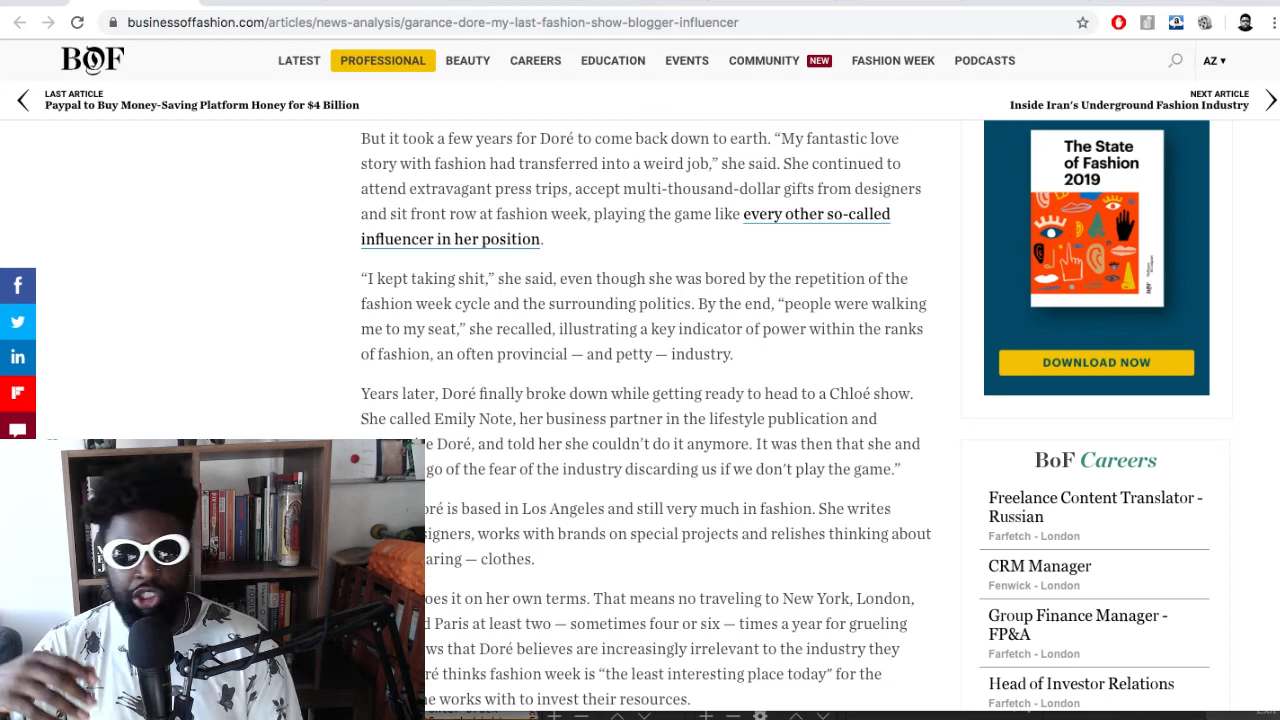 businessoffashion.com/articles/news-analysis/garance-dore-my-last-fashion-show-blogger-influencer
BOF
LATEST PROFESSIONAL BEAUTY CAREERS EDUCATION EVENTS COMMUNITY NEW FASHION WEEK PODCASTS AZ ▾
LAST ARTICLE
Paypal to Buy Money-Saving Platform Honey for $4 Billion
NEXT ARTICLE
Inside Iran's Underground Fashion Industry
But it took a few years for Doré to come back down to earth. “My fantastic love
story with fashion had transferred into a weird job,” she said. She continued to
attend extravagant press trips, accept multi-thousand-dollar gifts from designers
and sit front row at fashion week, playing the game like every other so-called
influencer in her position.
“I kept taking shit,” she said, even though she was bored by the repetition of the
fashion week cycle and the surrounding politics. By the end, “people were walking
me to my seat,” she recalled, illustrating a key indicator of power within the ranks
of fashion, an often provincial — and petty — industry.
Years later, Doré finally broke down while getting ready to head to a Chloé show.
She called Emily Note, her business partner in the lifestyle publication and
e Doré, and told her she couldn't do it anymore. It was then that she and
go of the fear of the industry discarding us if we don't play the game.”
oré is based in Los Angeles and still very much in fashion. She writes
signers, works with brands on special projects and relishes thinking about
aring — clothes.
oes it on her own terms. That means no traveling to New York, London,
d Paris at least two — sometimes four or six — times a year for grueling
ws that Doré believes are increasingly irrelevant to the industry they
ré thinks fashion week is “the least interesting place today” for the
ne works with to invest their resources.
The State
of Fashion
2019
DOWNLOAD NOW
BoF Careers
Freelance Content Translator -
Russian
Farfetch - London
CRM Manager
Fenwick - London
Group Finance Manager -
FP&A
Farfetch - London
Head of Investor Relations
Farfetch - London